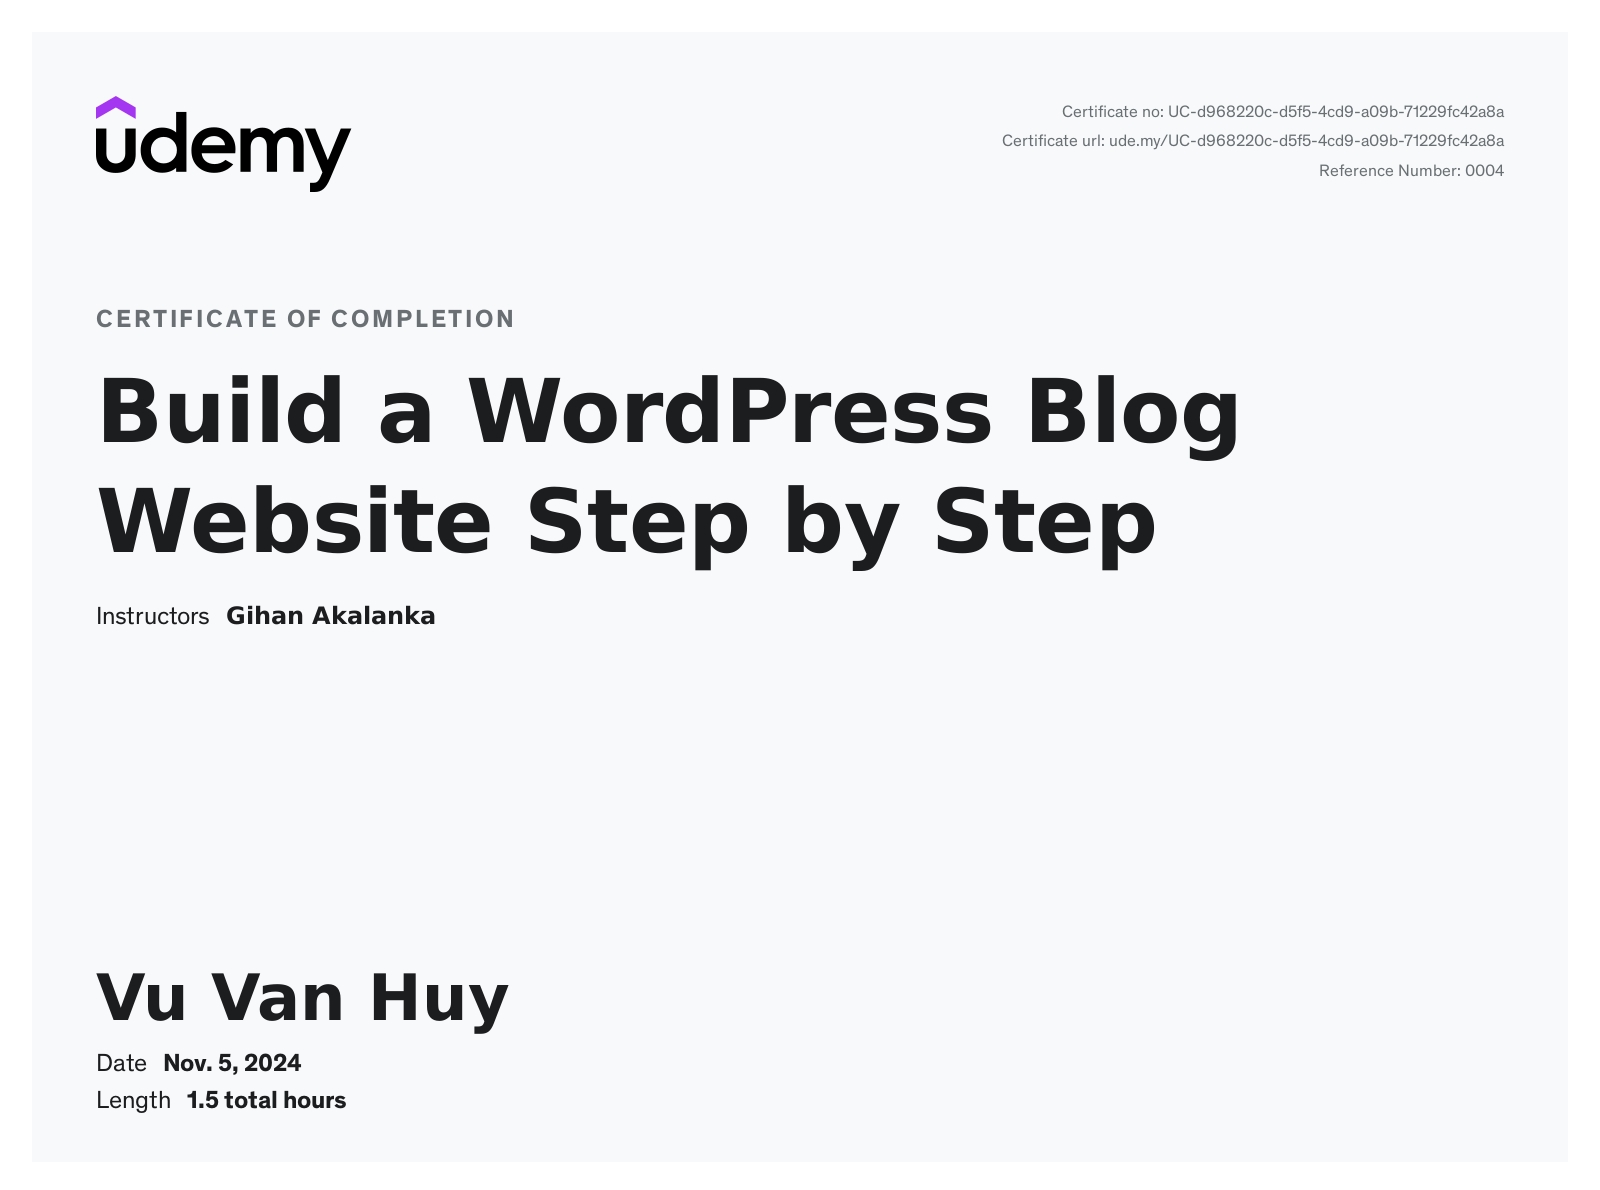 udemy
Certificate no: UC-d968220c-d5f5-4cd9-a09b-71229fc42a8a
Certificate url: ude.my/UC-d968220c-d5f5-4cd9-a09b-71229fc42a8a
Reference Number: 0004
CERTIFICATE OF COMPLETION
Build a WordPress Blog
Website Step by Step
Instructors Gihan Akalanka
Vu Van Huy
Date Nov. 5, 2024
Length 1.5 total hours